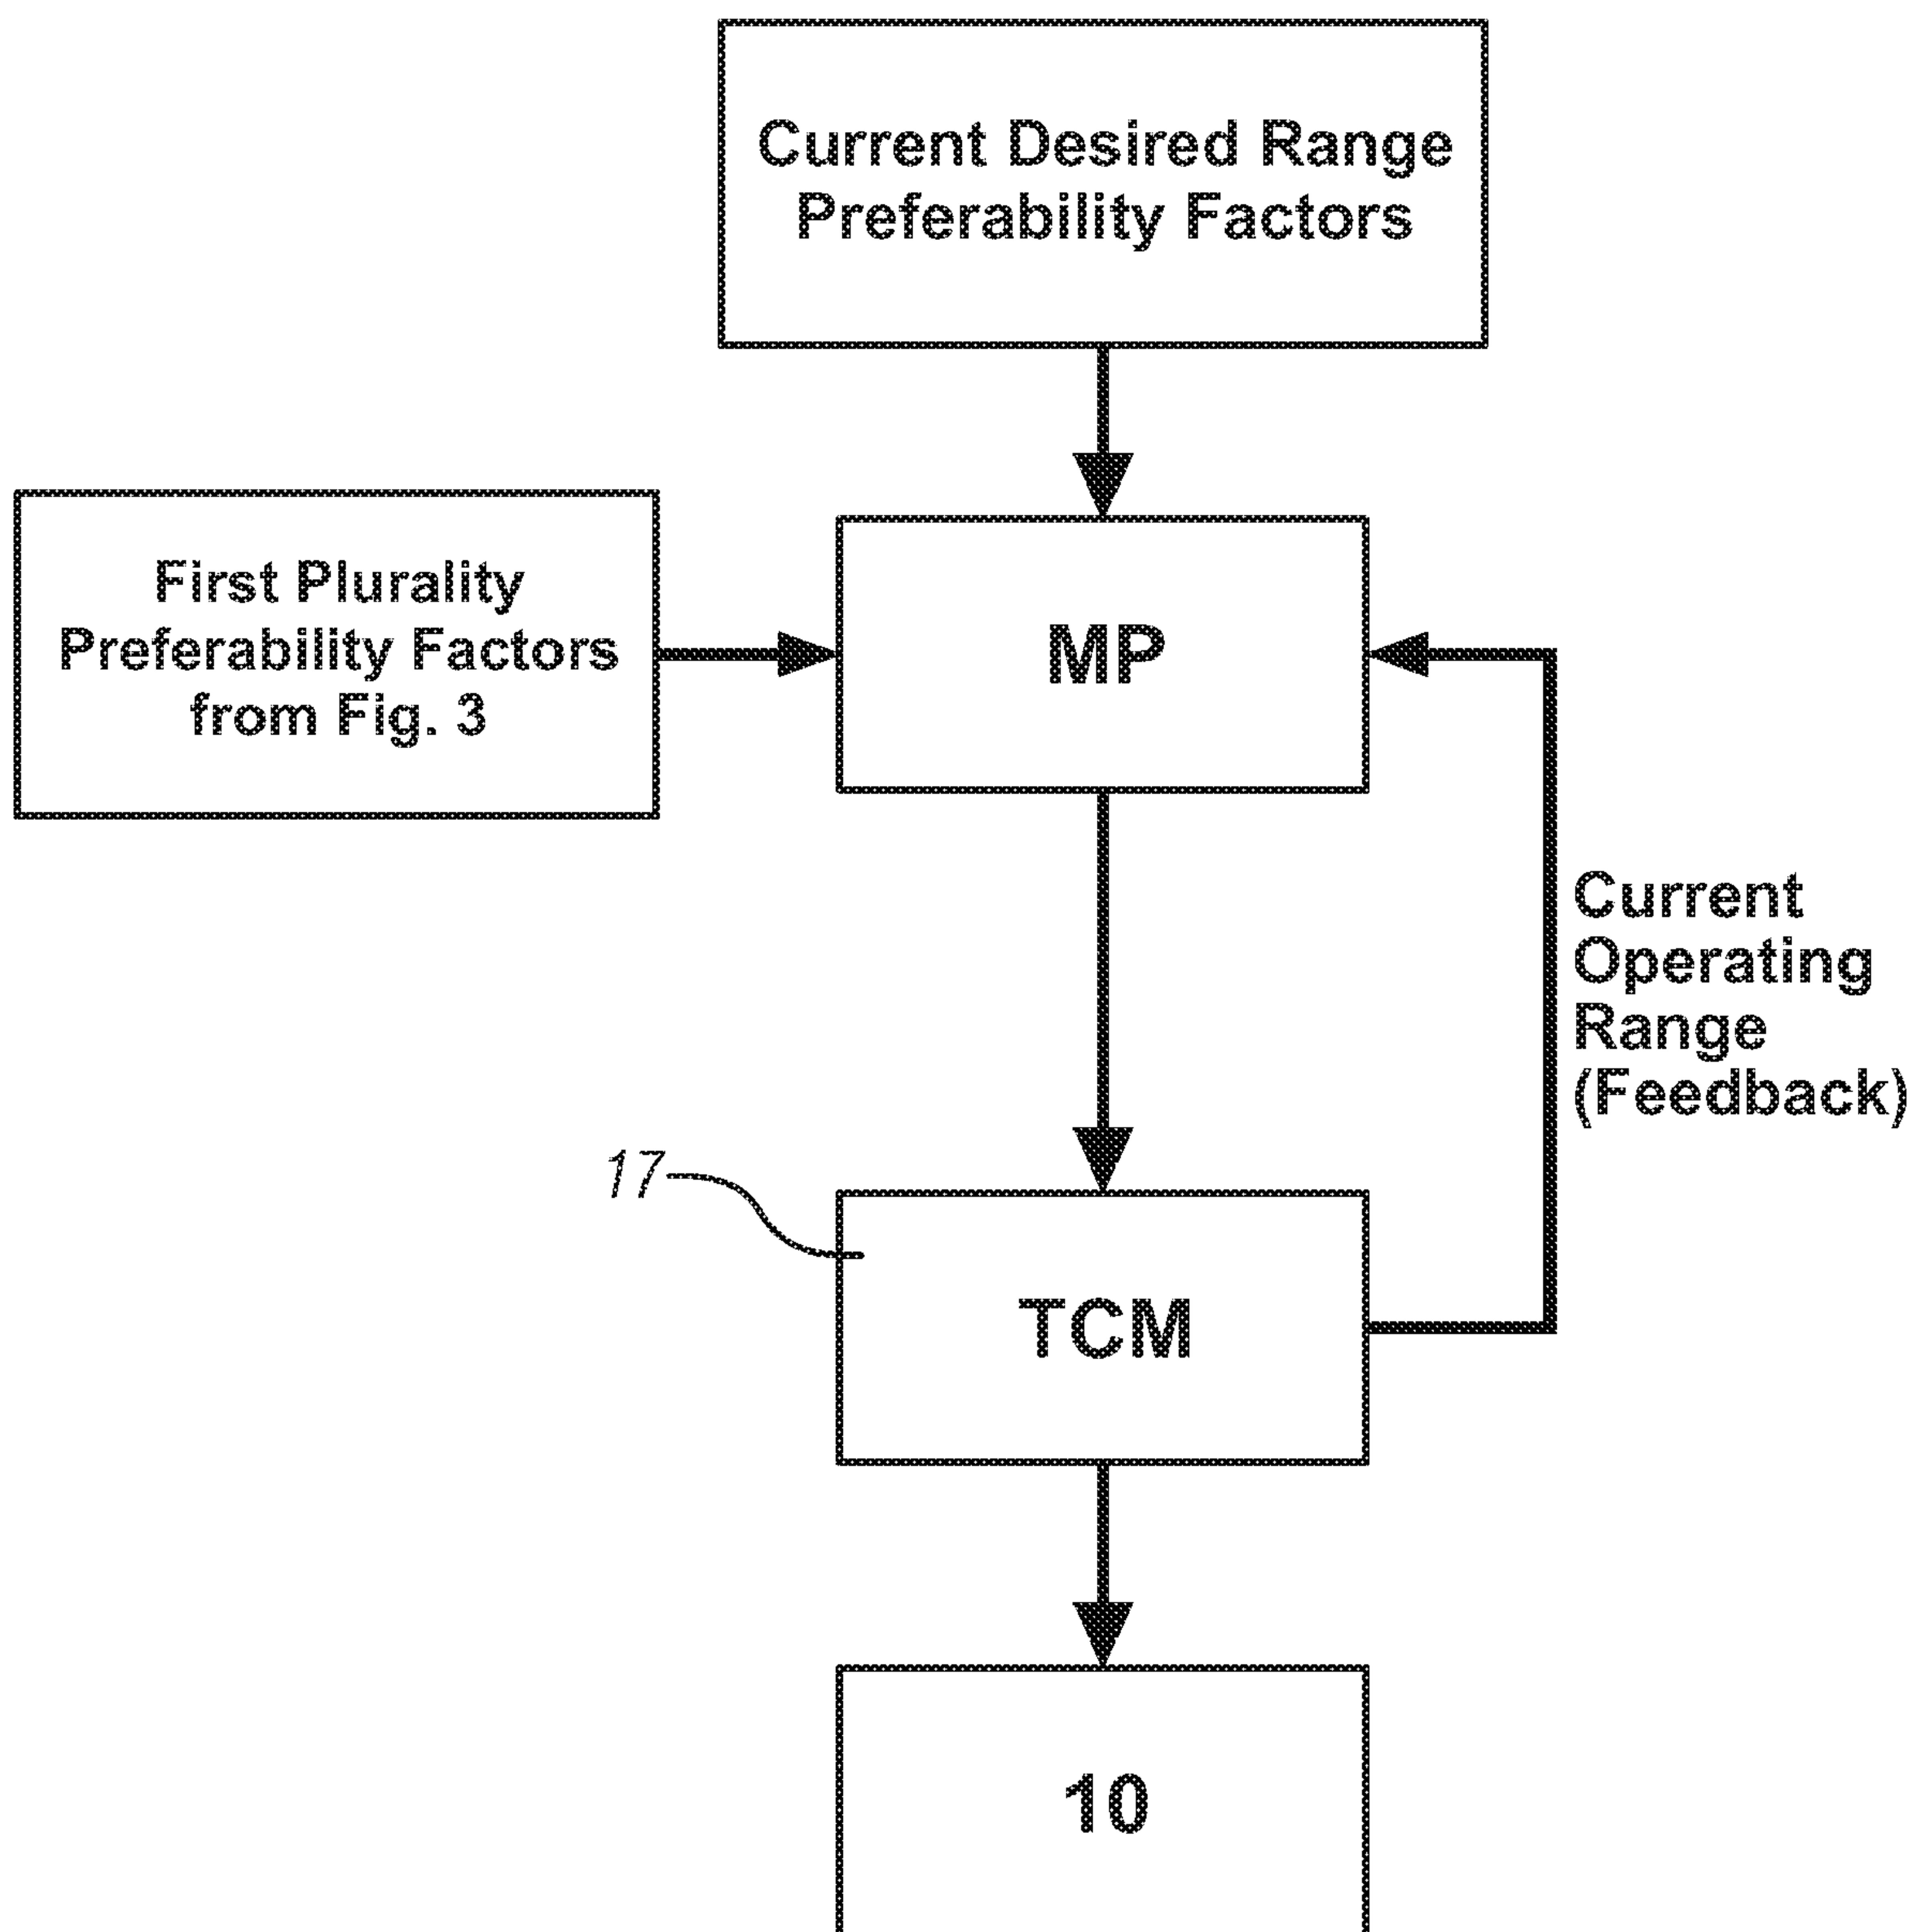 Current Desired Range
Preferability Factors
First Plurality
Preferability Factors
from Fig. 3
MP
Current
Operating
Range
(Feedback)
17
TCM
10